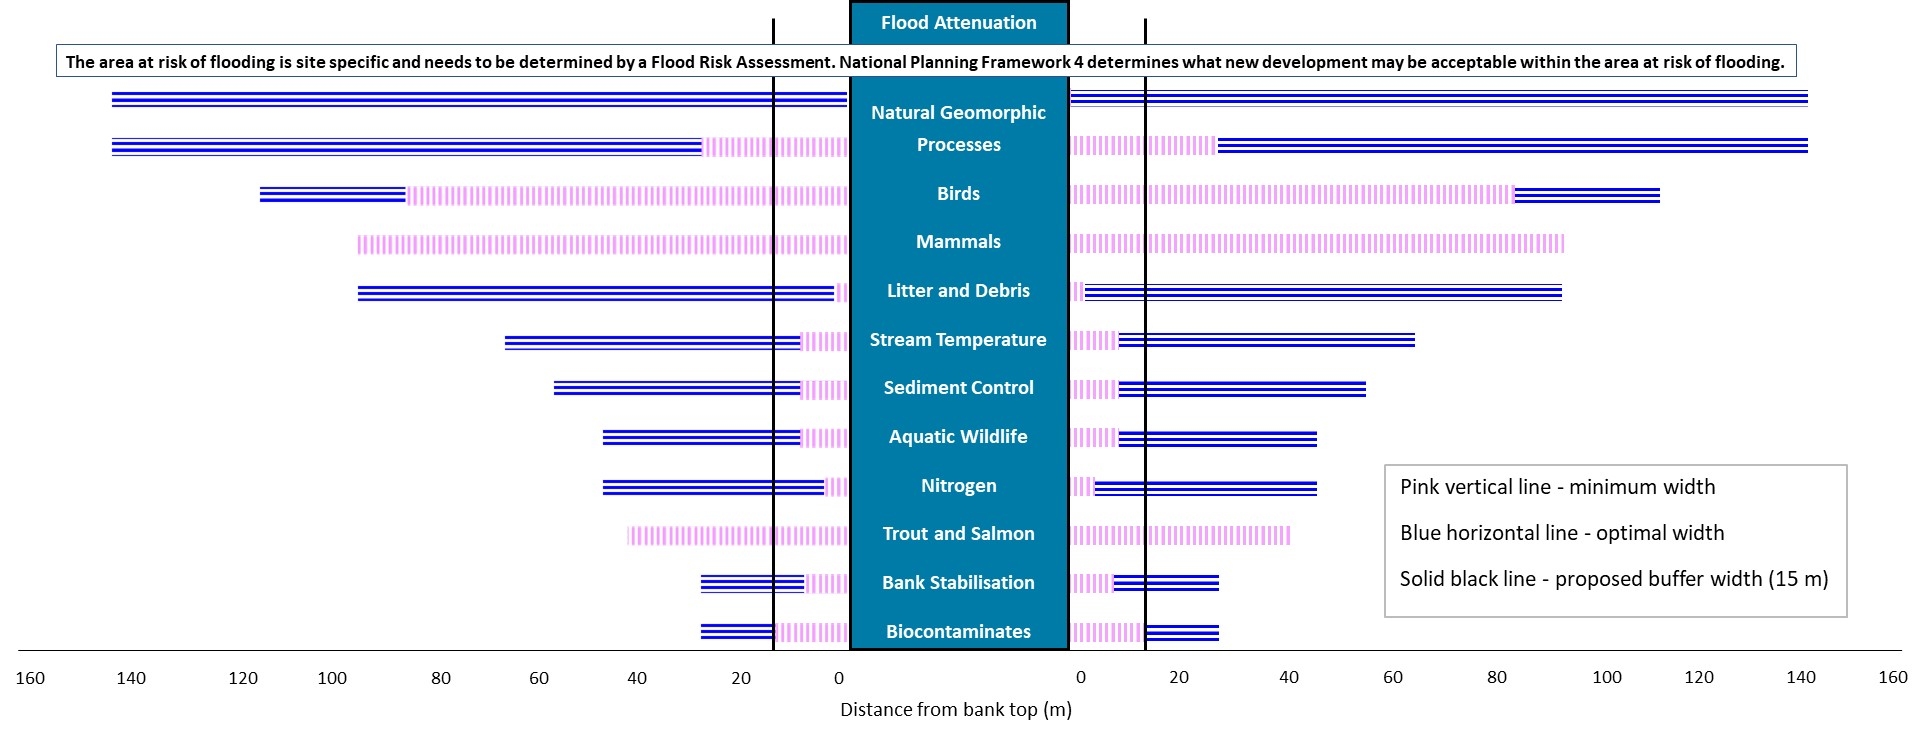 Flood Attenuation
The area at risk of flooding is site specific and needs to be determined by a Flood Risk Assessment. National Planning Framework 4 determines what new development may be acceptable within the area at risk of flooding.
Natural Geomorphic
Processes
Birds
Mammals
Litter and Debris
Stream Temperature
Sediment Control
Aquatic Wildlife
Nitrogen
Trout and Salmon
Bank Stabilisation
Biocontaminates
Pink vertical line - minimum width
Blue horizontal line - optimal width
Solid black line - proposed buffer width (15 m)
160 140 120 100 80 60 40 20 0 0 20 40 60 80 100 120 140 160
Distance from bank top (m)